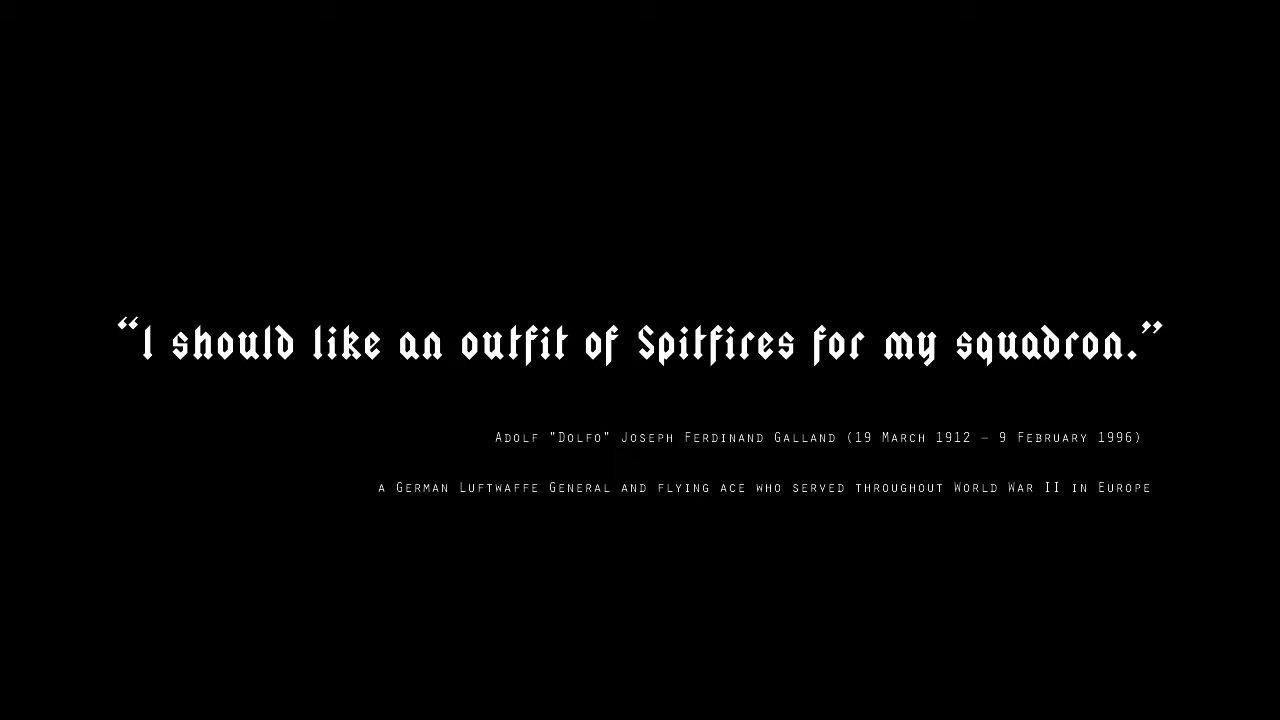 “I should like an outfit of Spitfires for my squadron.”
Adolf "Dolfo" Joseph Ferdinand Galland (19 March 1912 – 9 February 1996)
a German Luftwaffe General and flying ace who served throughout World War II in Europe